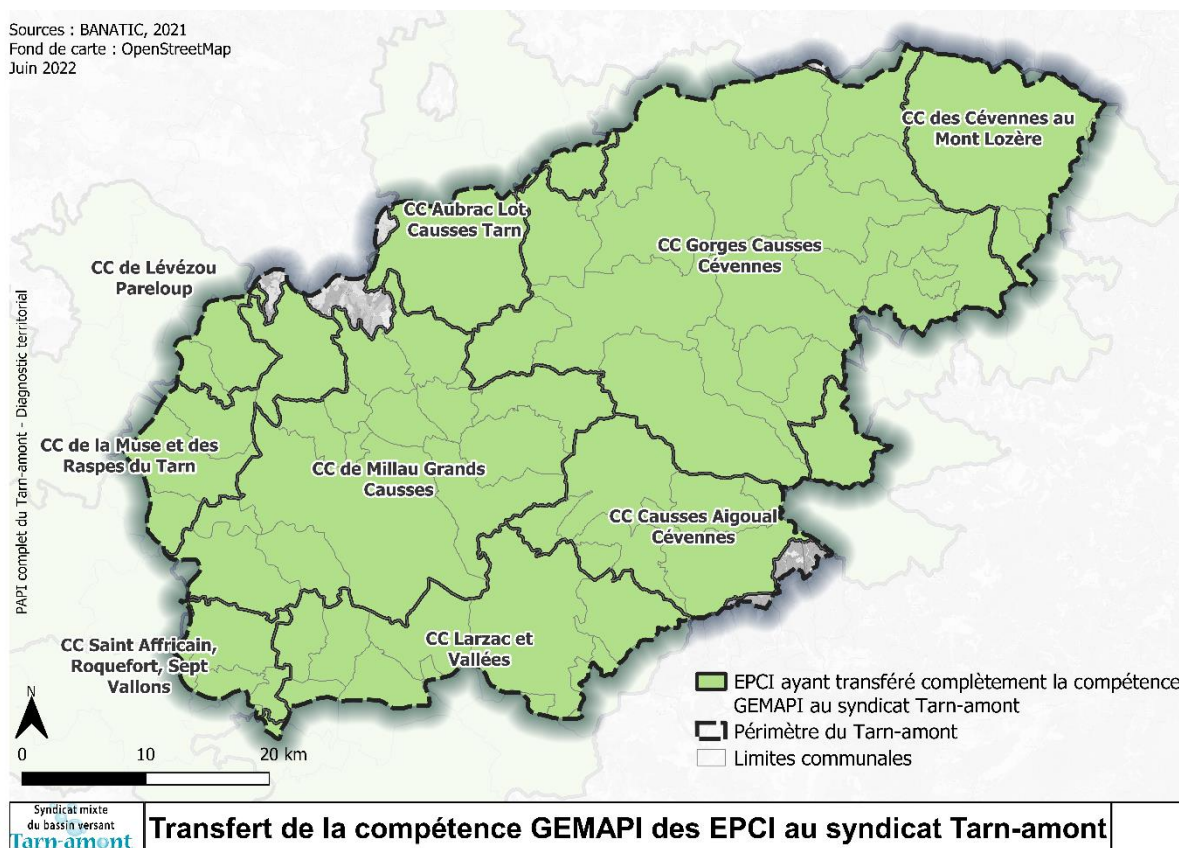 Sources : BANATIC, 2021
Fond de carte : OpenStreetMap
Juin 2022
CC des Cévennes au
Mont Lozère
CC Aubrac Lot
Causses Tarn
CC Gorges Causses
Cévennes
CC de Lévézou
Pareloup
CC de la Muse et des
Raspes du Tarn
CC de Millau Grands
Causses
CC Causses Aigoual
Cévennes
CC Saint Affricain,
Roquefort, Sept
Vallons
CC Larzac et
Vallées
PAPI complet du Tarn-amont - Diagnostic territorial
N
0 10 20 km
EPCI ayant transféré complètement la compétence
GEMAPI au syndicat Tarn-amont
Périmètre du Tarn-amont
Limites communales
Syndicat mixte
du bassin versant
Tarn-amont
Transfert de la compétence GEMAPI des EPCI au syndicat Tarn-amont